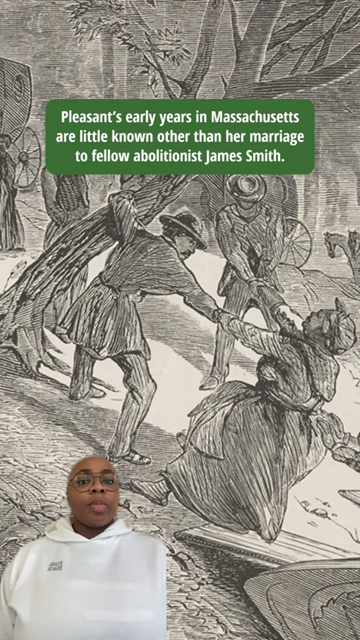 Pleasant's early years in Massachusetts
are little known other than her marriage
to fellow abolitionist James Smith.